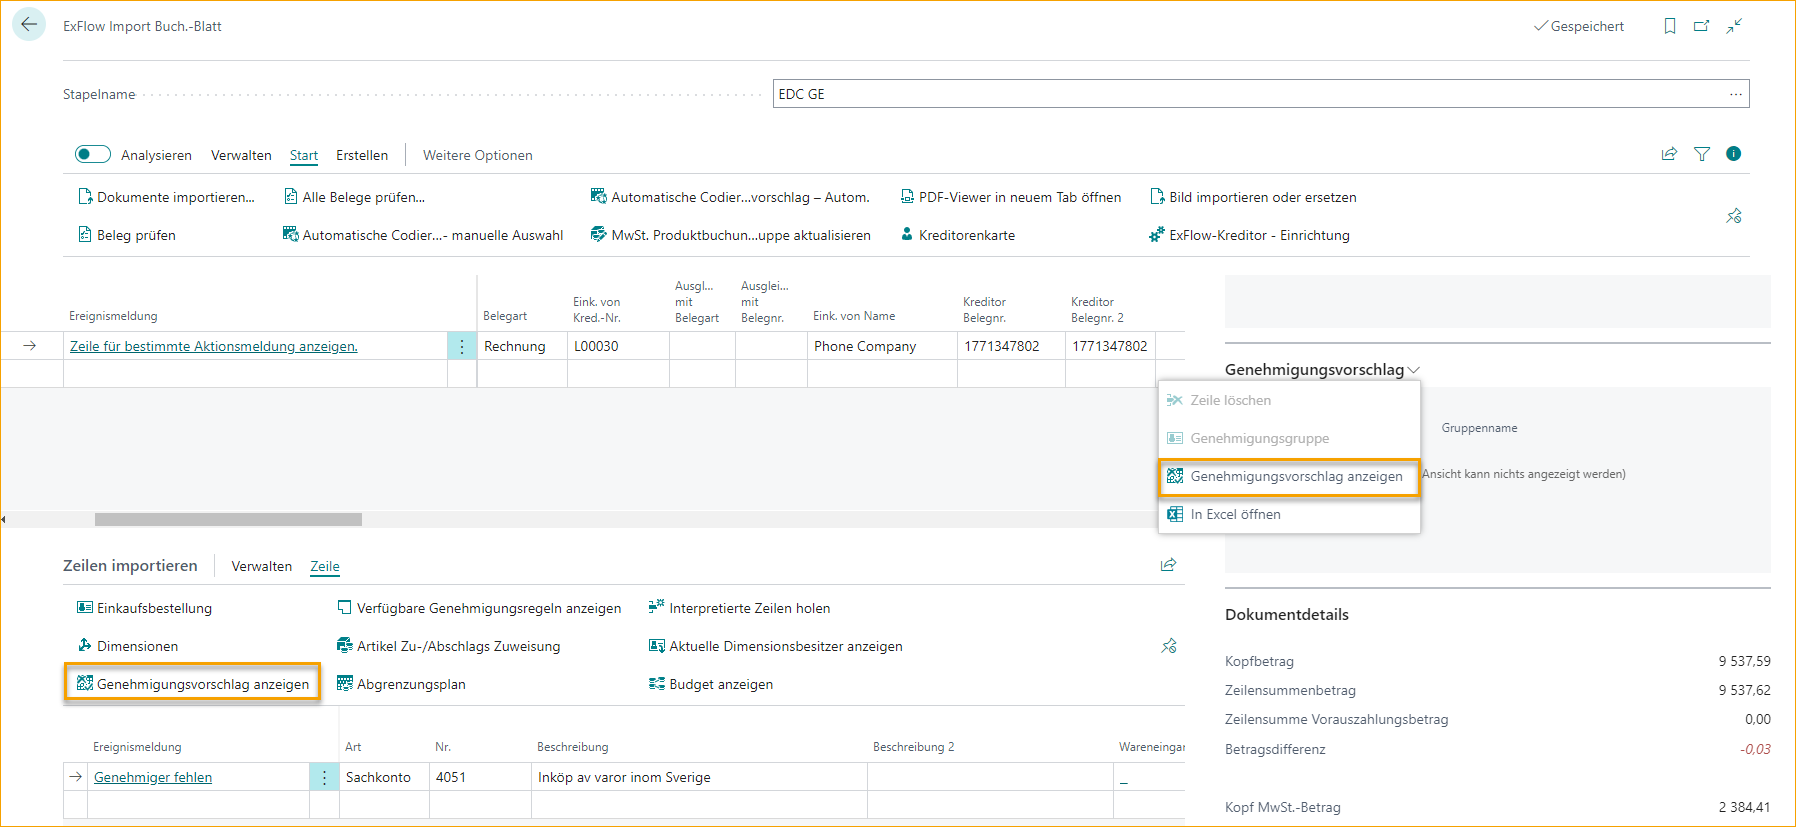 ExFlow Import Buch.-Blatt
Gespeichert
Stapelname
EDC GE
Analysieren Verwalten Start Erstellen Weitere Optionen
Dokumente importieren... Alle Belege prüfen... Automatische Codier...vorschlag – Autom. PDF-Viewer in neuem Tab öffnen Bild importieren oder ersetzen
Beleg prüfen Automatische Codier...- manuelle Auswahl MwSt. Produktbuchun...uppe aktualisieren Kreditorenkarte ExFlow-Kreditor - Einrichtung
Ereignismeldung Belegart Eink. von Kred.-Nr. Ausgl... mit Belegart Ausglei... mit Belegnr. Eink. von Name Kreditor Belegnr. Kreditor Belegnr. 2
Zeile für bestimmte Aktionsmeldung anzeigen. Rechnung L00030 Phone Company 1771347802 1771347802
Genehmigungsvorschlag
Zeile löschen
Genehmigungsgruppe
Genehmigungsvorschlag anzeigen
In Excel öffnen
Gruppenname
Ansicht kann nichts angezeigt werden)
Zeilen importieren Verwalten Zeile
Einkaufsbestellung Verfügbare Genehmigungsregeln anzeigen Interpretierte Zeilen holen
Dimensionen Artikel Zu-/Abschlags Zuweisung Aktuelle Dimensionsbesitzer anzeigen
Genehmigungsvorschlag anzeigen Abgrenzungsplan Budget anzeigen
Ereignismeldung Art Nr. Beschreibung Beschreibung 2 Wareneingar
Genehmiger fehlen Sachkonto 4051 Inköp av varor inom Sverige _
Dokumentdetails
Kopfbetrag 9 537,59
Zeilensummenbetrag 9 537,62
Zeilensumme Vorauszahlungsbetrag 0,00
Betragsdifferenz -0,03
Kopf MwSt.-Betrag 2 384,41